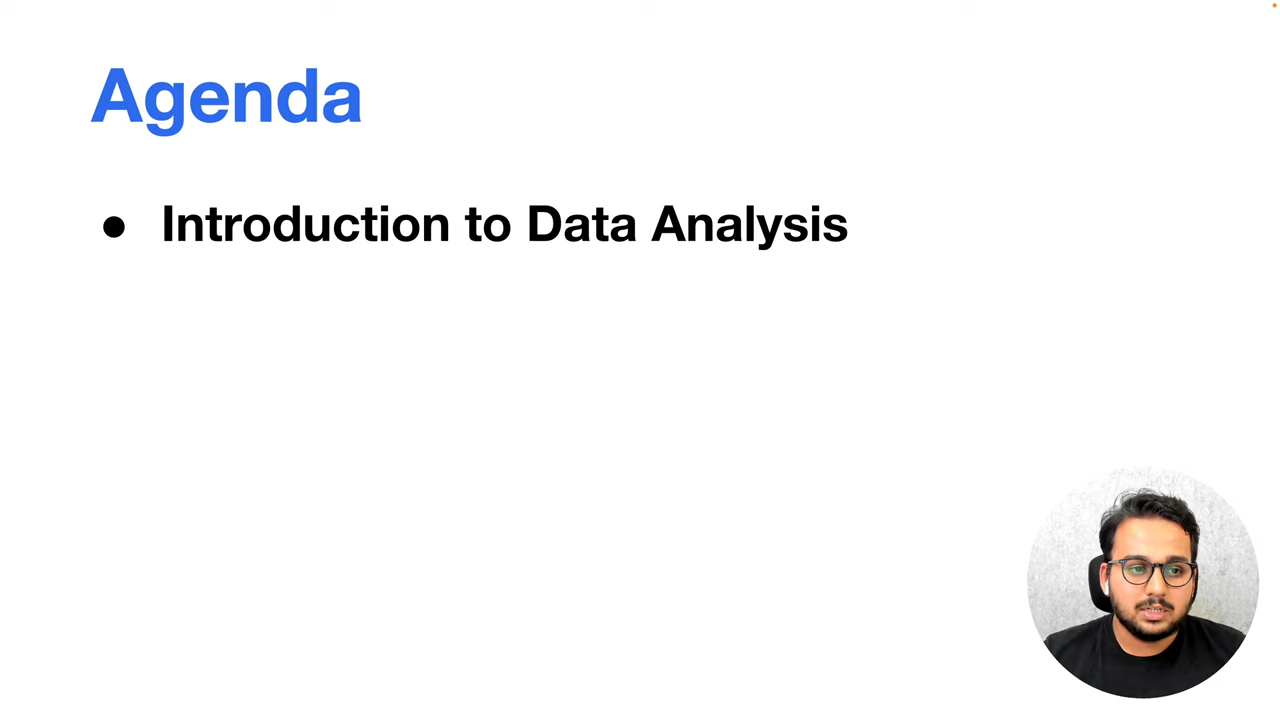 Agenda
● Introduction to Data Analysis